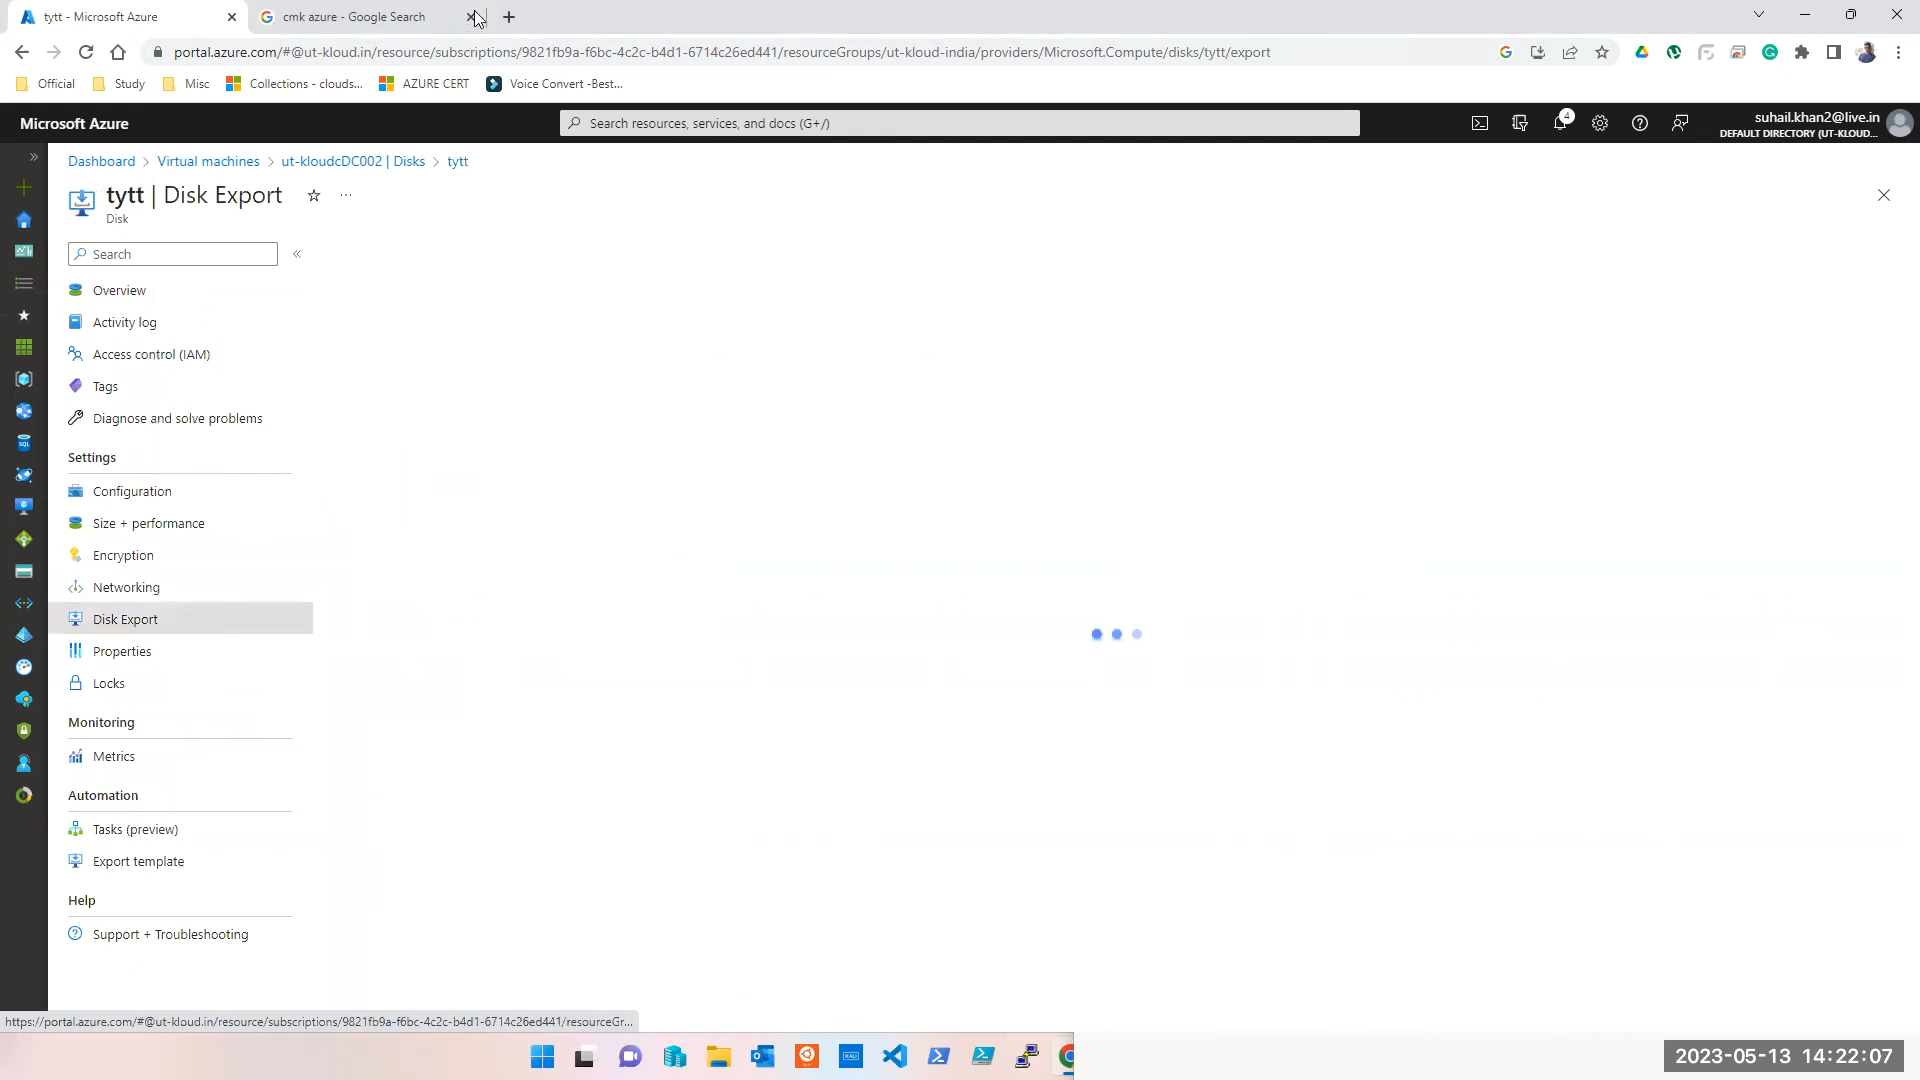 tytt - Microsoft Azure
cmk azure - Google Search
portal.azure.com/#@ut-kloud.in/resource/subscriptions/9821fb9a-f6bc-4c2c-b4d1-6714c26ed441/resourceGroups/ut-kloud-india/providers/Microsoft.Compute/disks/tytt/export
Official
Study
Misc
Collections - clouds...
AZURE CERT
Voice Convert -Best...
Microsoft Azure
Search resources, services, and docs (G+/)
4
suhail.khan2@live.in
DEFAULT DIRECTORY (UT-KLOUD...
Dashboard > Virtual machines > ut-kloudcDC002 | Disks > tytt
tytt | Disk Export
Disk
Search
Overview
Activity log
Access control (IAM)
Tags
Diagnose and solve problems
Settings
Configuration
Size + performance
Encryption
Networking
Disk Export
Properties
Locks
Monitoring
Metrics
Automation
Tasks (preview)
Export template
Help
Support + Troubleshooting
https://portal.azure.com/#@ut-kloud.in/resource/subscriptions/9821fb9a-f6bc-4c2c-b4d1-6714c26ed441/resourceGr...
SQL
KALI
2023-05-13 14:22:07